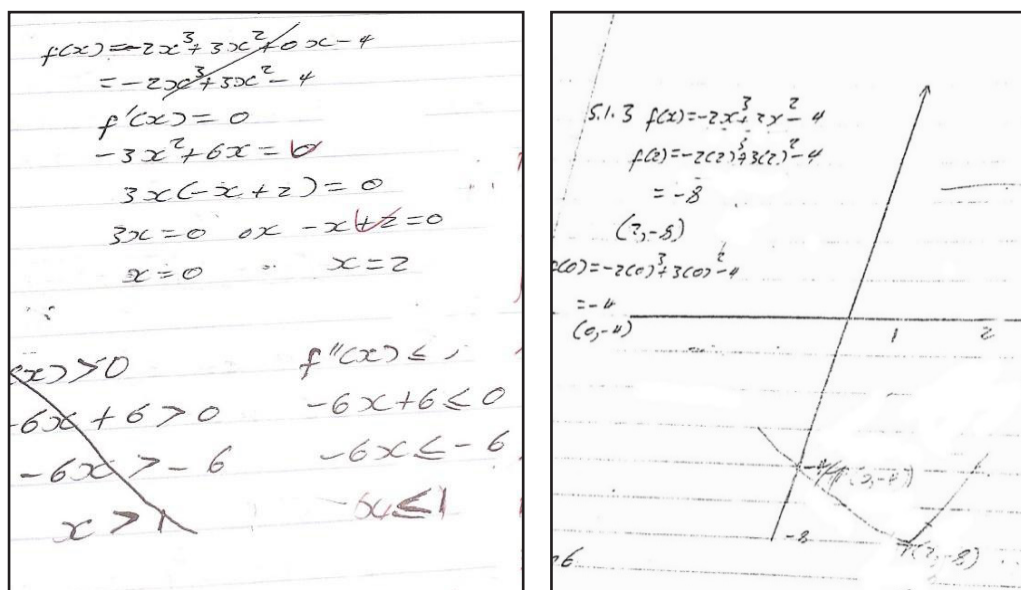 f(x)=-2x³+3x²+0x-4
=-2x³+3x²-4
f'(x)=0
-3x²+6x=0
3x(-x+2)=0
3x=0 ox -x+2=0
x=0 x=2
(x)>0
-6x+6>0
-6x>-6
x>1
f''(x)≤
-6x+6≤0
-6x≤-6
-x≤1
5.1.3 f(x)=-2x³+2x²-4
f(2)=-2(2)³+3(2)²-4
=-8
(2,-8)
(0)=-2(0)³+3(0)²-4
=-4
(0,-4)
1 2
-8
(2,-8)